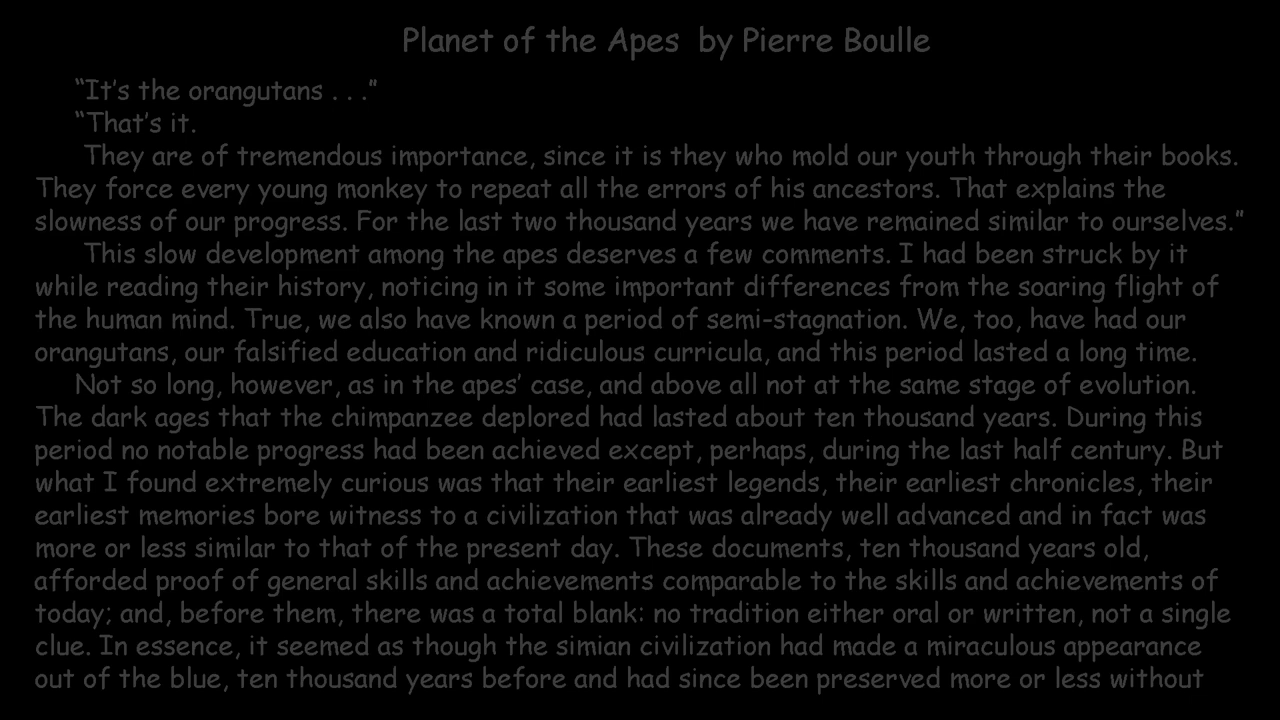 Planet of the Apes  by Pierre Boulle
“It’s the orangutans . . .”
“That’s it.
They are of tremendous importance, since it is they who mold our youth through their books.
They force every young monkey to repeat all the errors of his ancestors. That explains the
slowness of our progress. For the last two thousand years we have remained similar to ourselves.”
This slow development among the apes deserves a few comments. I had been struck by it
while reading their history, noticing in it some important differences from the soaring flight of
the human mind. True, we also have known a period of semi-stagnation. We, too, have had our
orangutans, our falsified education and ridiculous curricula, and this period lasted a long time.
Not so long, however, as in the apes’ case, and above all not at the same stage of evolution.
The dark ages that the chimpanzee deplored had lasted about ten thousand years. During this
period no notable progress had been achieved except, perhaps, during the last half century. But
what I found extremely curious was that their earliest legends, their earliest chronicles, their
earliest memories bore witness to a civilization that was already well advanced and in fact was
more or less similar to that of the present day. These documents, ten thousand years old,
afforded proof of general skills and achievements comparable to the skills and achievements of
today; and, before them, there was a total blank: no tradition either oral or written, not a single
clue. In essence, it seemed as though the simian civilization had made a miraculous appearance
out of the blue, ten thousand years before and had since been preserved more or less without